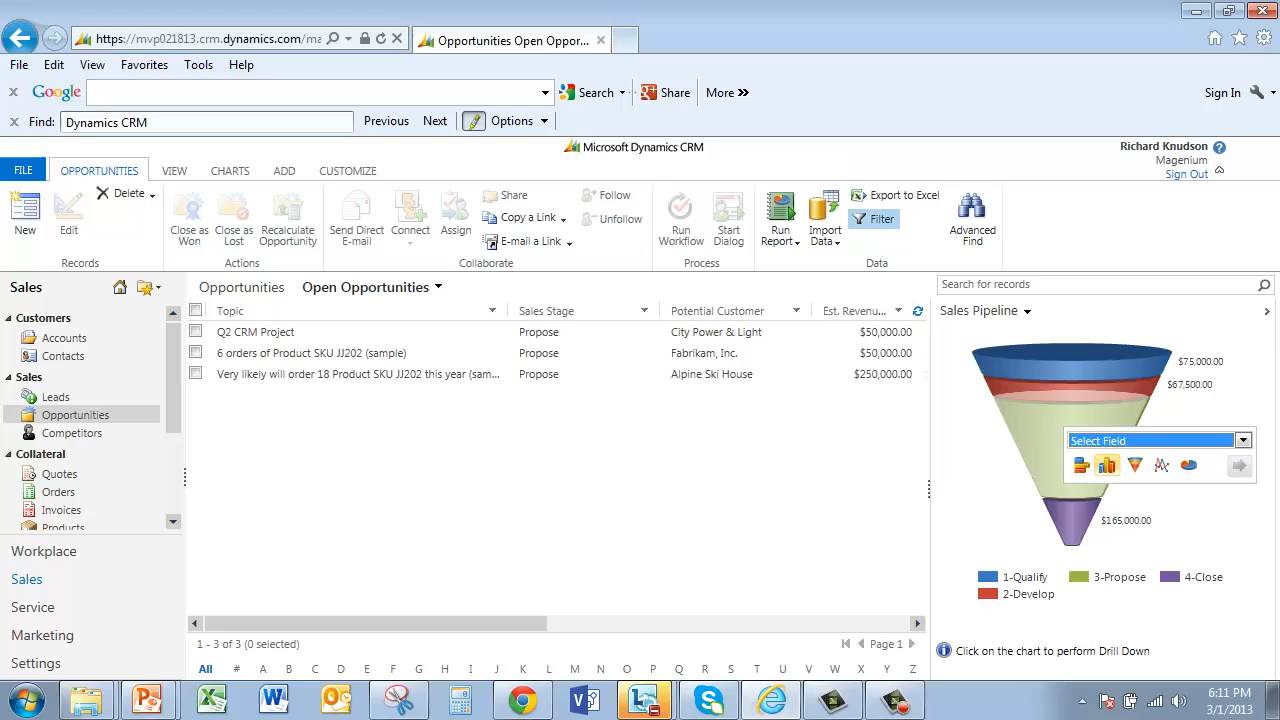 https://mvp021813.crm.dynamics.com/ma
Opportunities Open Oppor...
File Edit View Favorites Tools Help
Google Search Share More »
Sign In
Find: Dynamics CRM Previous Next Options
Microsoft Dynamics CRM
Richard Knudson
Magenium
Sign Out
FILE OPPORTUNITIES VIEW CHARTS ADD CUSTOMIZE
New
Edit
Delete
Records
Close as Won
Close as Lost
Recalculate Opportunity
Actions
Send Direct E-mail
Connect
Assign
Share
Copy a Link
E-mail a Link
Follow
Unfollow
Collaborate
Run Workflow
Start Dialog
Process
Run Report
Import Data
Export to Excel
Filter
Advanced Find
Data
Sales
Customers
Accounts
Contacts
Sales
Leads
Opportunities
Competitors
Collateral
Quotes
Orders
Invoices
Products
Workplace
Sales
Service
Marketing
Settings
Opportunities Open Opportunities
Topic Sales Stage Potential Customer Est. Revenu...
Q2 CRM Project Propose City Power & Light $50,000.00
6 orders of Product SKU JJ202 (sample) Propose Fabrikam, Inc. $50,000.00
Very likely will order 18 Product SKU JJ202 this year (sam... Propose Alpine Ski House $250,000.00
1 - 3 of 3 (0 selected)
Page 1
All # A B C D E F G H I J K L M N O P Q R S T U V W X Y Z
Search for records
Sales Pipeline
$75,000.00
$67,500.00
Select Field
$165,000.00
1-Qualify 3-Propose 4-Close
2-Develop
Click on the chart to perform Drill Down
6:11 PM
3/1/2013